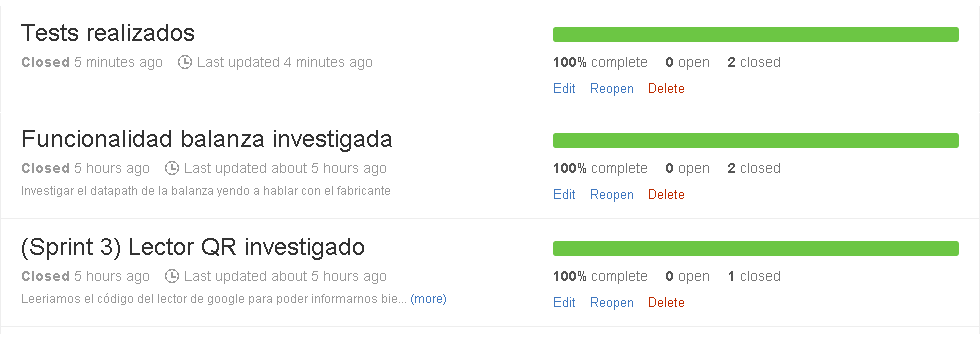 Tests realizados
Closed 5 minutes ago Last updated 4 minutes ago
100% complete 0 open 2 closed
Edit Reopen Delete
Funcionalidad balanza investigada
Closed 5 hours ago Last updated about 5 hours ago
Investigar el datapath de la balanza yendo a hablar con el fabricante
100% complete 0 open 2 closed
Edit Reopen Delete
(Sprint 3) Lector QR investigado
Closed 5 hours ago Last updated about 5 hours ago
Leeriamos el código del lector de google para poder informarnos bie... (more)
100% complete 0 open 1 closed
Edit Reopen Delete